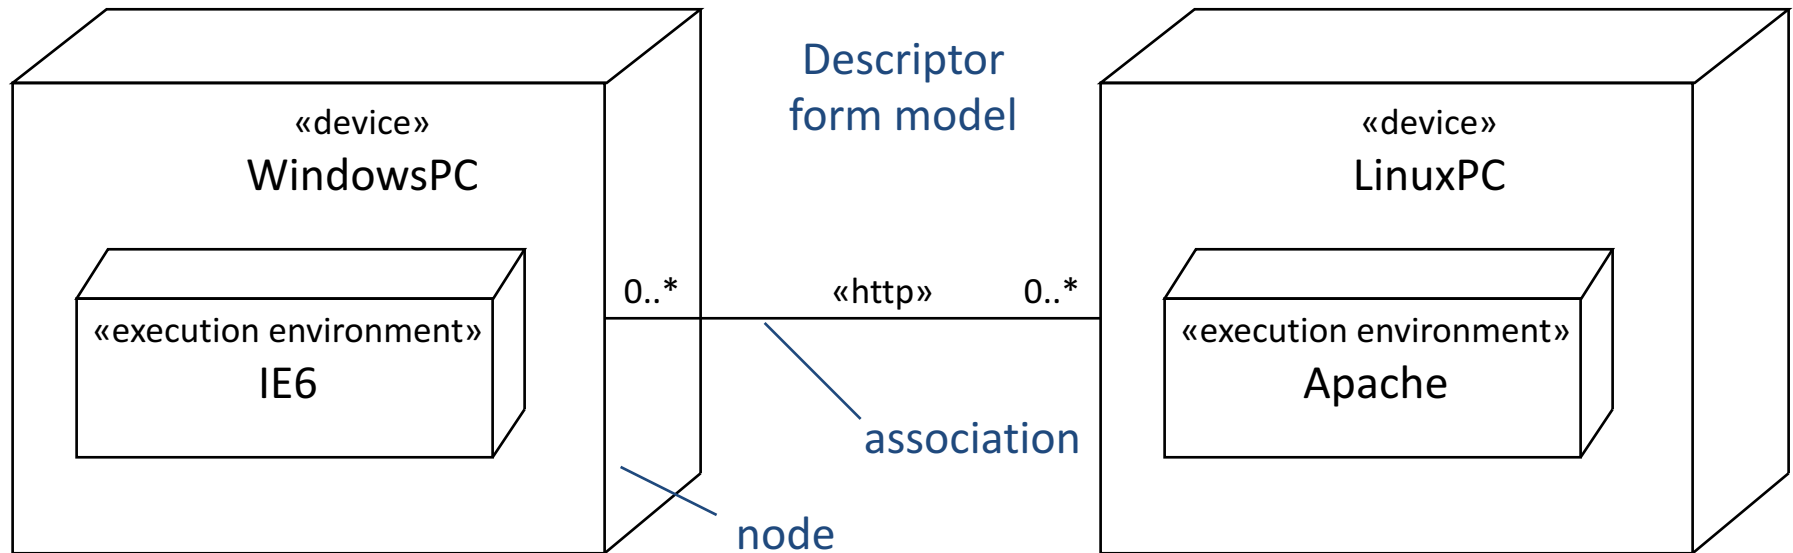 Descriptor
form model
«device»
WindowsPC
«execution environment»
IE6
0..*
«http»
0..*
«device»
LinuxPC
«execution environment»
Apache
association
node